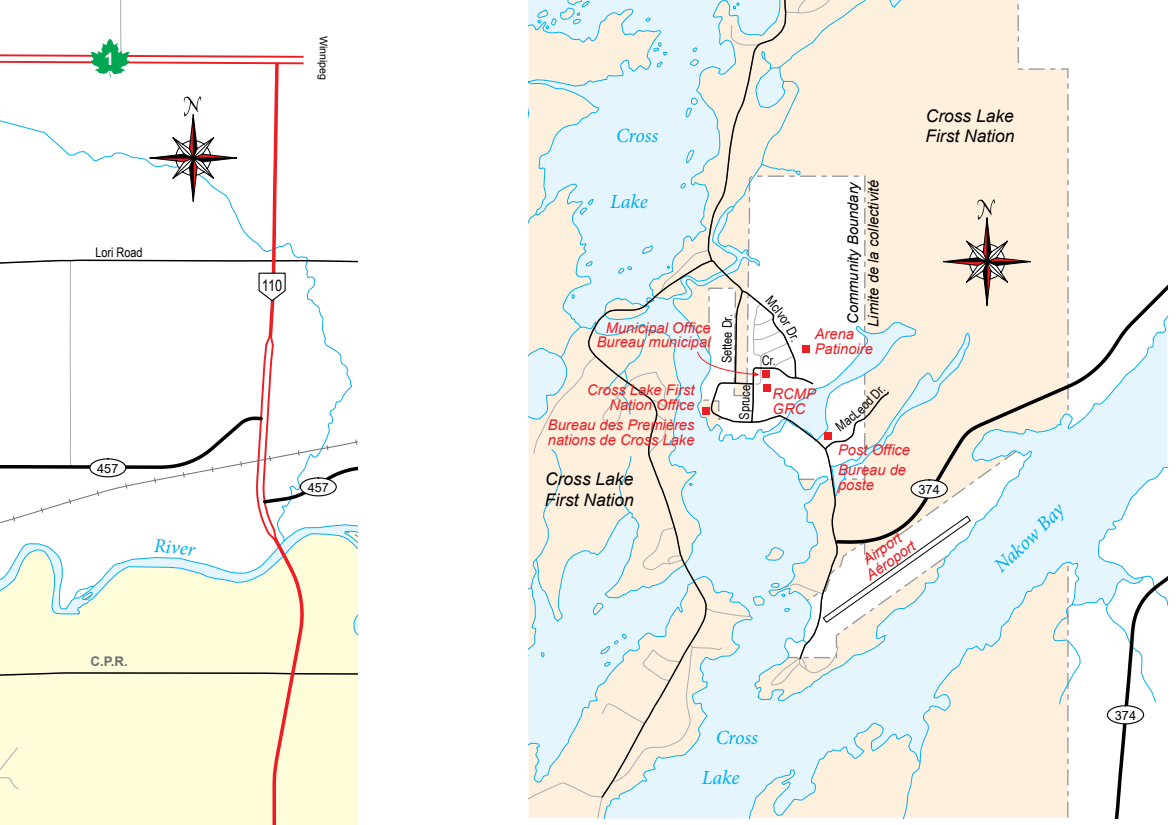 1
Winnipeg
N
Lori Road
110
457
457
River
C.P.R.
Cross
Lake
Cross Lake
First Nation
N
Community Boundary
Limite de la collectivité
McIvor Dr.
Settee Dr.
Municipal Office
Bureau municipal
Arena
Patinoire
Cr.
Spruce
RCMP
GRC
Cross Lake First
Nation Office
Bureau des Premières
nations de Cross Lake
MacLeod Dr.
Post Office
Bureau de
poste
Cross Lake
First Nation
374
Airport
Aéroport
Nakow Bay
374
Cross
Lake